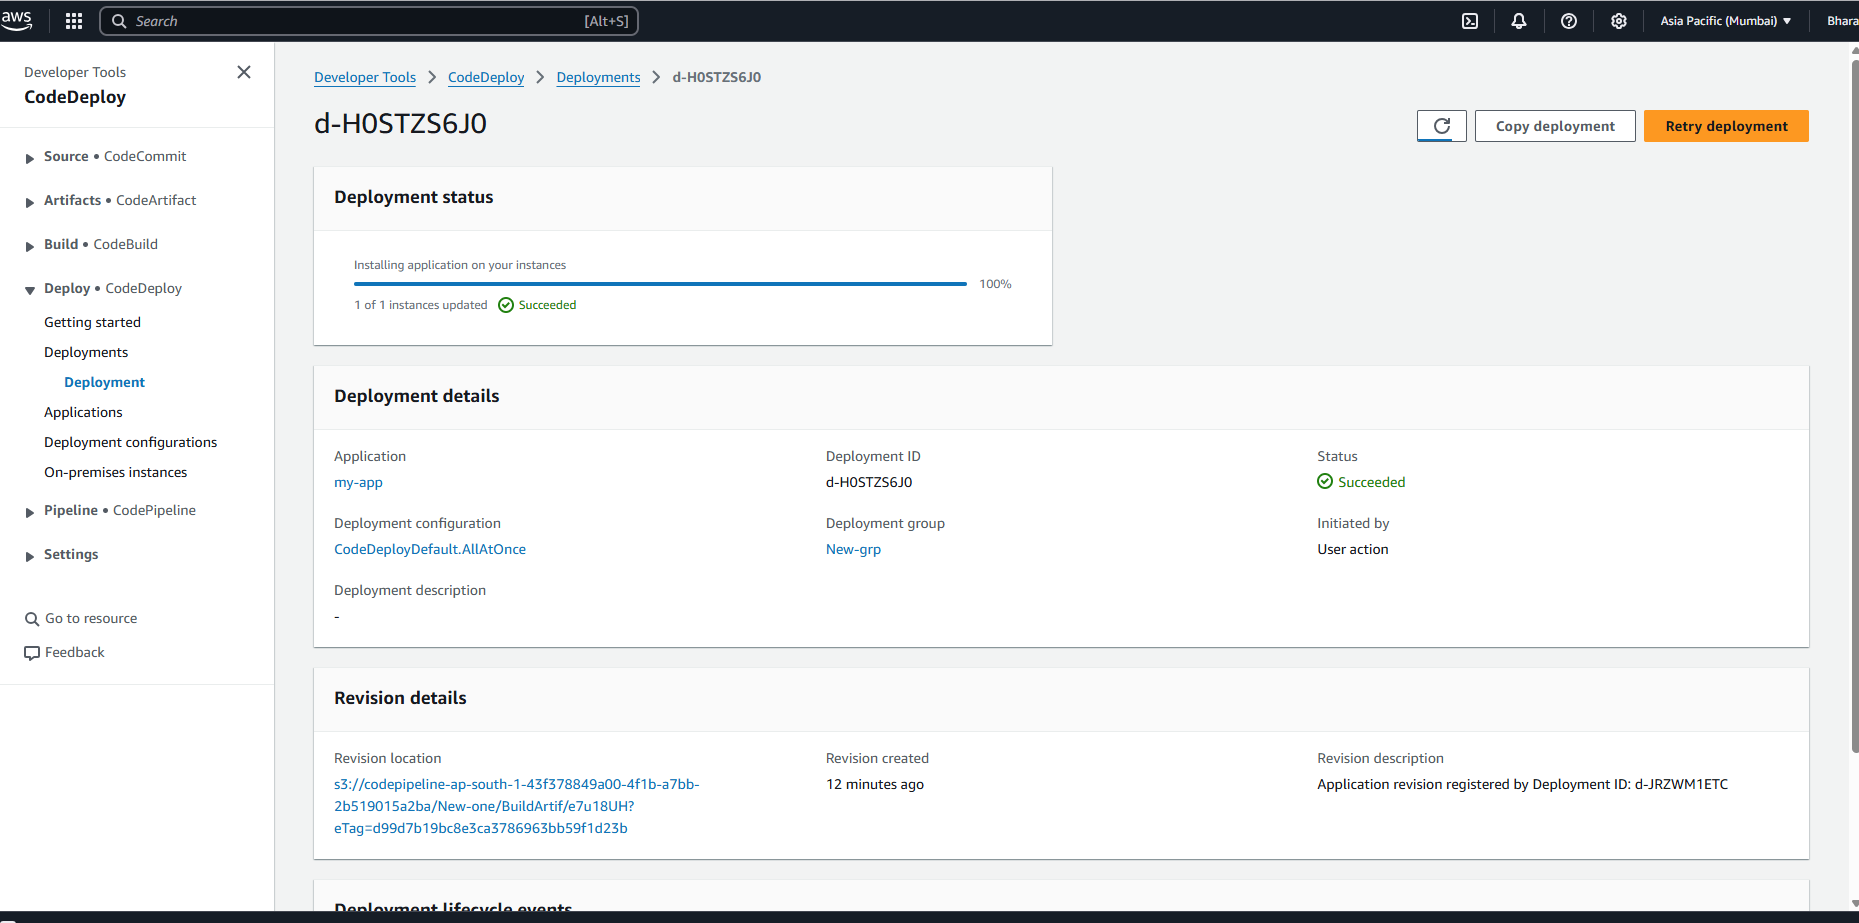 aws
Search
[Alt+S]
Asia Pacific (Mumbai)
Bhara
Developer Tools
CodeDeploy
Source • CodeCommit
Artifacts • CodeArtifact
Build • CodeBuild
Deploy • CodeDeploy
Getting started
Deployments
Deployment
Applications
Deployment configurations
On-premises instances
Pipeline • CodePipeline
Settings
Go to resource
Feedback
Developer Tools > CodeDeploy > Deployments > d-H0STZS6J0
d-H0STZS6J0
Copy deployment
Retry deployment
Deployment status
Installing application on your instances
100%
1 of 1 instances updated Succeeded
Deployment details
Application
my-app
Deployment ID
d-H0STZS6J0
Status
Succeeded
Deployment configuration
CodeDeployDefault.AllAtOnce
Deployment group
New-grp
Initiated by
User action
Deployment description
-
Revision details
Revision location
s3://codepipeline-ap-south-1-43f378849a00-4f1b-a7bb-
2b519015a2ba/New-one/BuildArtif/e7u18UH?
eTag=d99d7b19bc8e3ca3786963bb59f1d23b
Revision created
12 minutes ago
Revision description
Application revision registered by Deployment ID: d-JRZWM1ETC
Deployment lifecycle events